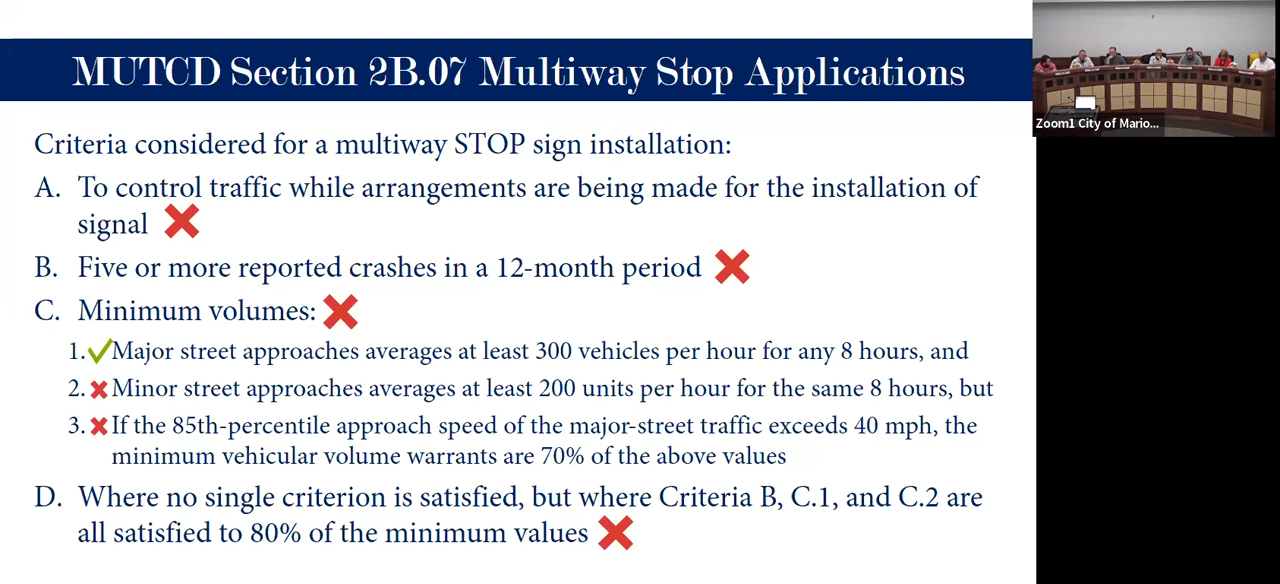 MUTCD Section 2B.07 Multiway Stop Applications
Zoom1 City of Mario...
Criteria considered for a multiway STOP sign installation:
A. To control traffic while arrangements are being made for the installation of
signal
B. Five or more reported crashes in a 12-month period
C. Minimum volumes:
1. Major street approaches averages at least 300 vehicles per hour for any 8 hours, and
2. Minor street approaches averages at least 200 units per hour for the same 8 hours, but
3. If the 85th-percentile approach speed of the major-street traffic exceeds 40 mph, the
minimum vehicular volume warrants are 70% of the above values
D. Where no single criterion is satisfied, but where Criteria B, C.1, and C.2 are
all satisfied to 80% of the minimum values